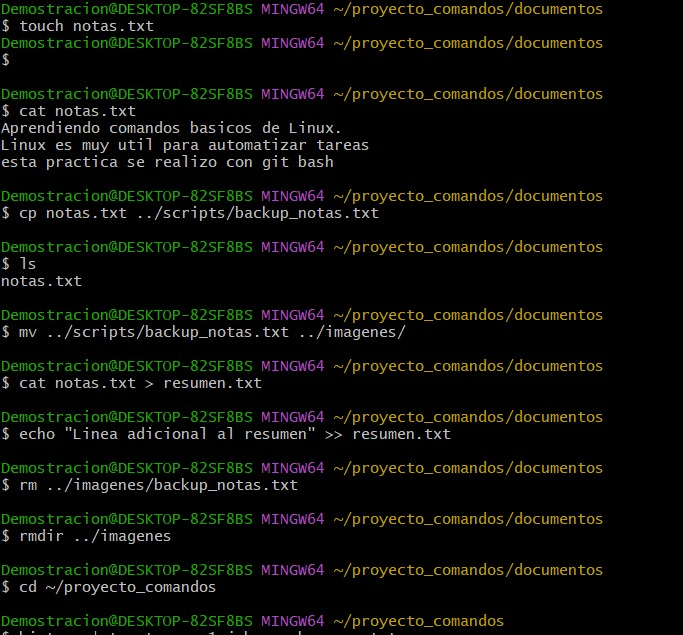 Demostracion@DESKTOP-82SF8BS MINGW64 ~/proyecto_comandos/documentos
$ touch notas.txt
Demostracion@DESKTOP-82SF8BS MINGW64 ~/proyecto_comandos/documentos
$
Demostracion@DESKTOP-82SF8BS MINGW64 ~/proyecto_comandos/documentos
$ cat notas.txt
Aprendiendo comandos basicos de Linux.
Linux es muy util para automatizar tareas
esta practica se realizo con git bash
Demostracion@DESKTOP-82SF8BS MINGW64 ~/proyecto_comandos/documentos
$ cp notas.txt ../scripts/backup_notas.txt
Demostracion@DESKTOP-82SF8BS MINGW64 ~/proyecto_comandos/documentos
$ ls
notas.txt
Demostracion@DESKTOP-82SF8BS MINGW64 ~/proyecto_comandos/documentos
$ mv ../scripts/backup_notas.txt ../imagenes/
Demostracion@DESKTOP-82SF8BS MINGW64 ~/proyecto_comandos/documentos
$ cat notas.txt > resumen.txt
Demostracion@DESKTOP-82SF8BS MINGW64 ~/proyecto_comandos/documentos
$ echo "Linea adicional al resumen" >> resumen.txt
Demostracion@DESKTOP-82SF8BS MINGW64 ~/proyecto_comandos/documentos
$ rm ../imagenes/backup_notas.txt
Demostracion@DESKTOP-82SF8BS MINGW64 ~/proyecto_comandos/documentos
$ rmdir ../imagenes
Demostracion@DESKTOP-82SF8BS MINGW64 ~/proyecto_comandos/documentos
$ cd ~/proyecto_comandos
Demostracion@DESKTOP-82SF8BS MINGW64 ~/proyecto_comandos